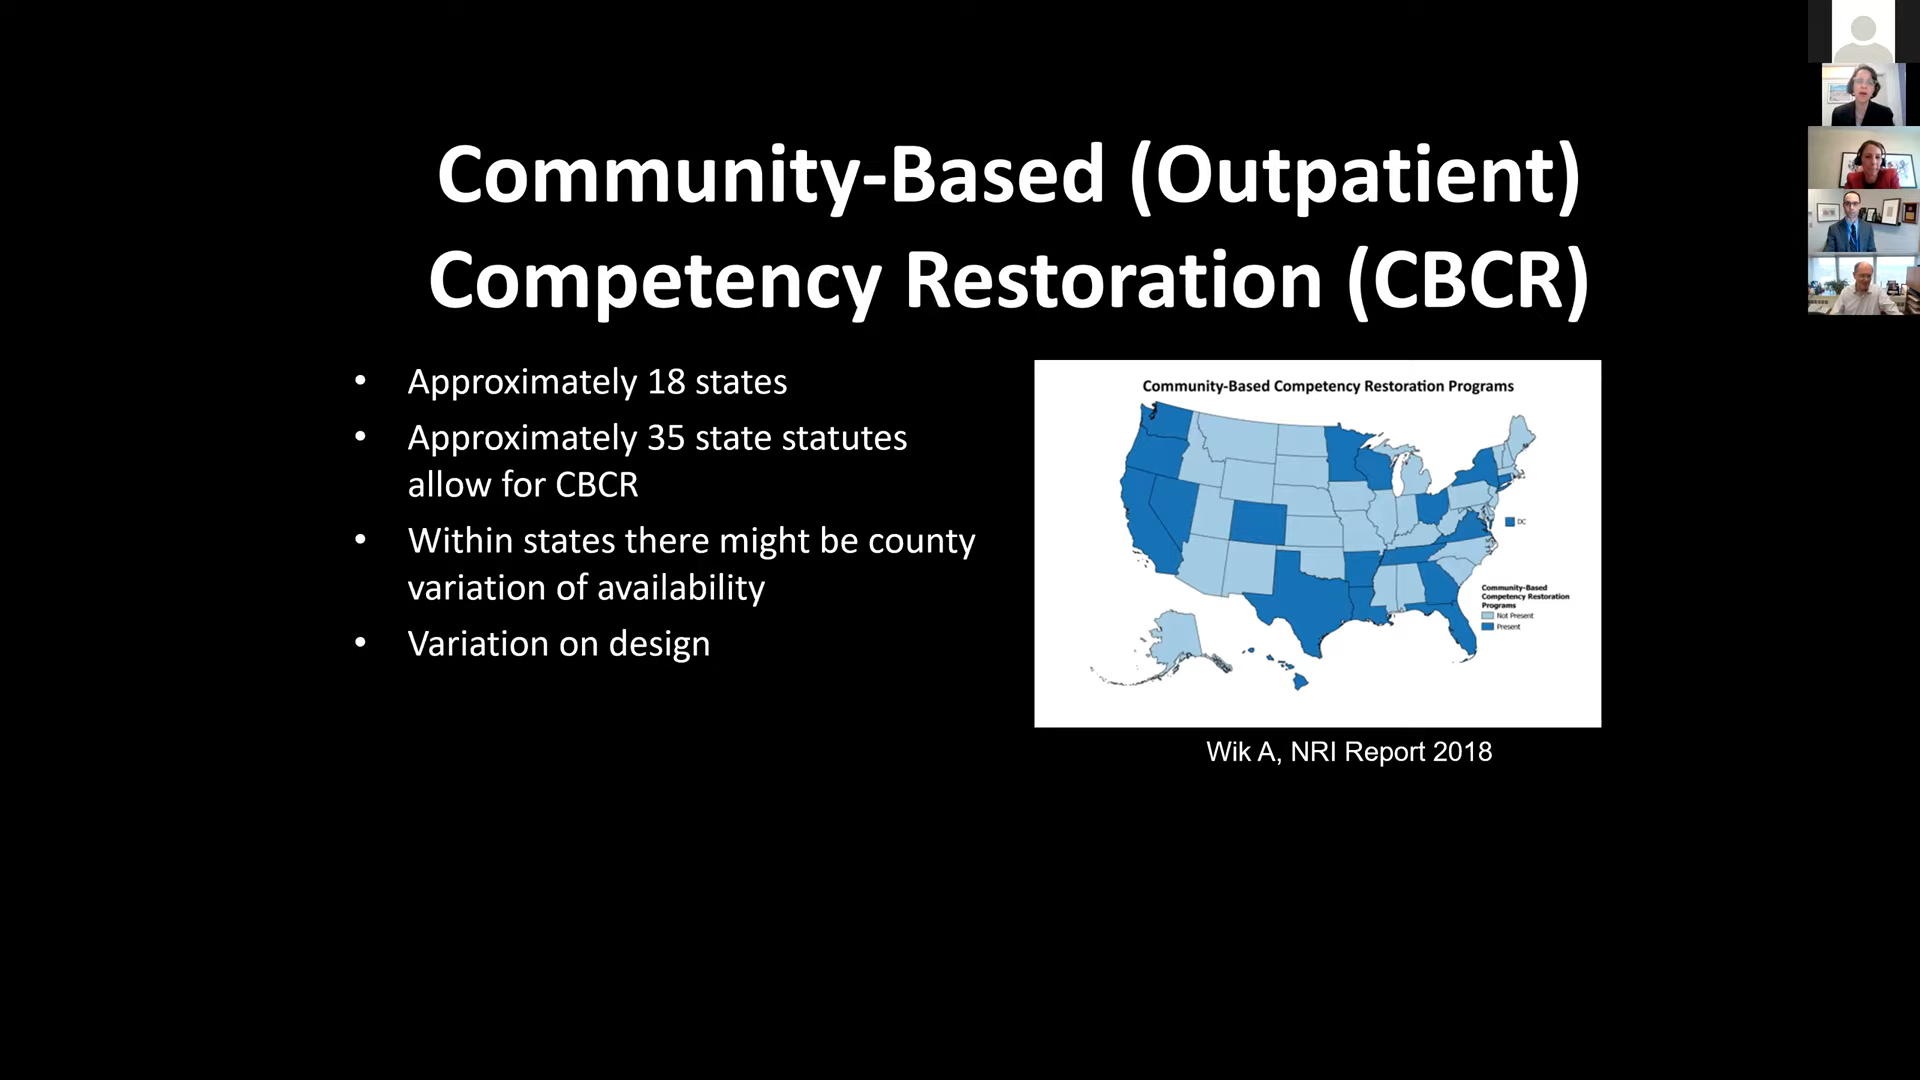 Community-Based (Outpatient)
Competency Restoration (CBCR)
• Approximately 18 states
• Approximately 35 state statutes
allow for CBCR
• Within states there might be county
variation of availability
• Variation on design
Community-Based Competency Restoration Programs
DC
Community-Based
Competency Restoration
Programs
Not Present
Present
Wik A, NRI Report 2018